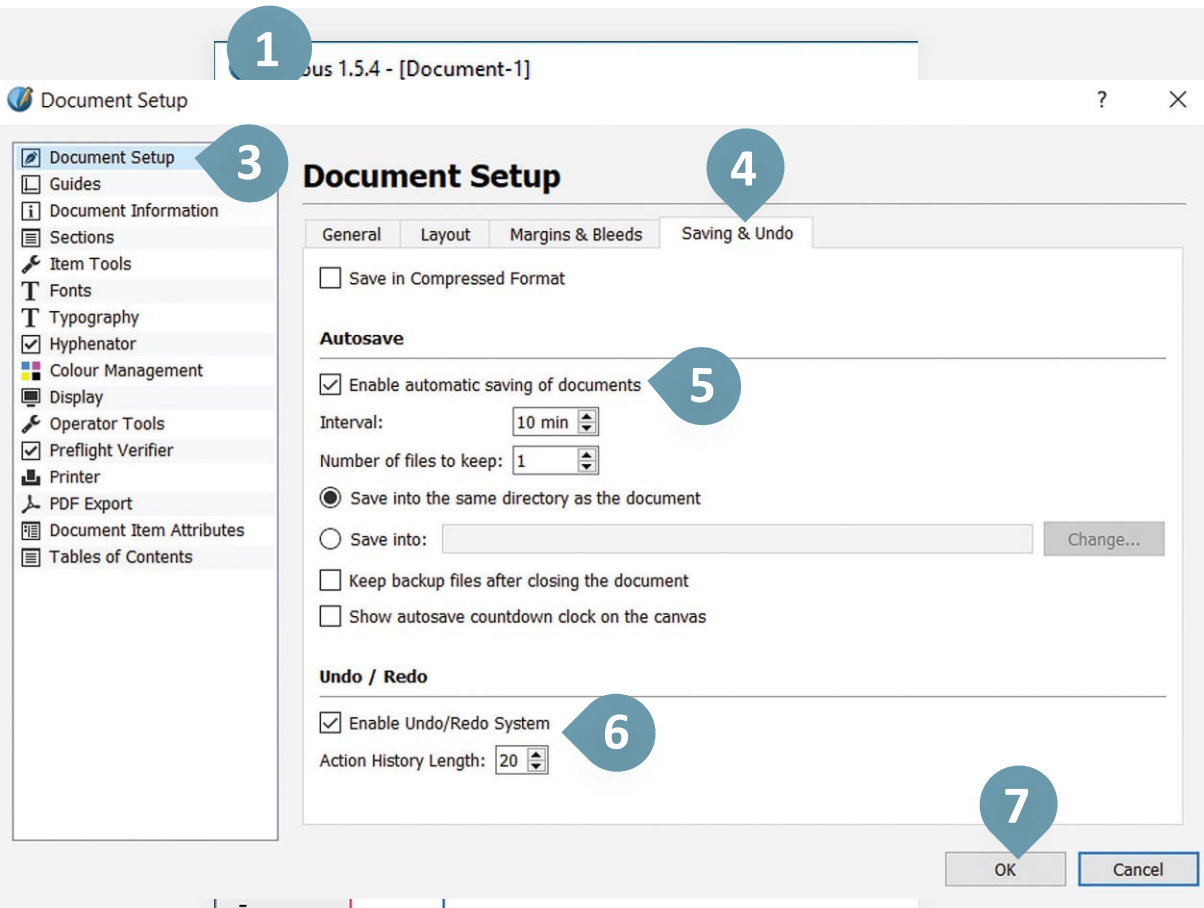 1
bus 1.5.4 - [Document-1]
Document Setup
?
Document Setup
Guides
Document Information
Sections
Item Tools
Fonts
Typography
Hyphenator
Colour Management
Display
Operator Tools
Preflight Verifier
Printer
PDF Export
Document Item Attributes
Tables of Contents
3
Document Setup
4
General Layout Margins & Bleeds Saving & Undo
Save in Compressed Format
Autosave
Enable automatic saving of documents
5
Interval: 10 min
Number of files to keep: 1
Save into the same directory as the document
Save into: Change...
Keep backup files after closing the document
Show autosave countdown clock on the canvas
Undo / Redo
Enable Undo/Redo System
6
Action History Length: 20
7
OK Cancel